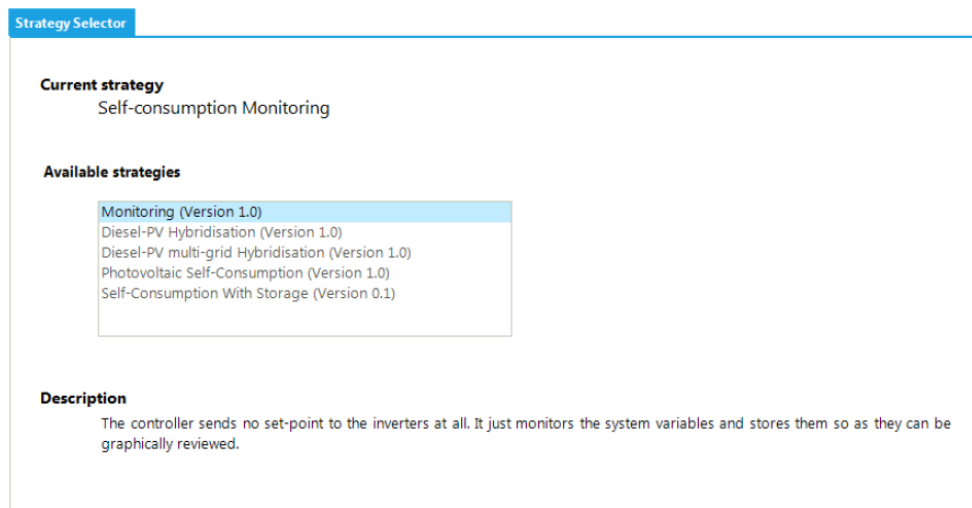 Strategy Selector
Current strategy
Self-consumption Monitoring
Available strategies
Monitoring (Version 1.0)
Diesel-PV Hybridisation (Version 1.0)
Diesel-PV multi-grid Hybridisation (Version 1.0)
Photovoltaic Self-Consumption (Version 1.0)
Self-Consumption With Storage (Version 0.1)
Description
The controller sends no set-point to the inverters at all. It just monitors the system variables and stores them so as they can be
graphically reviewed.